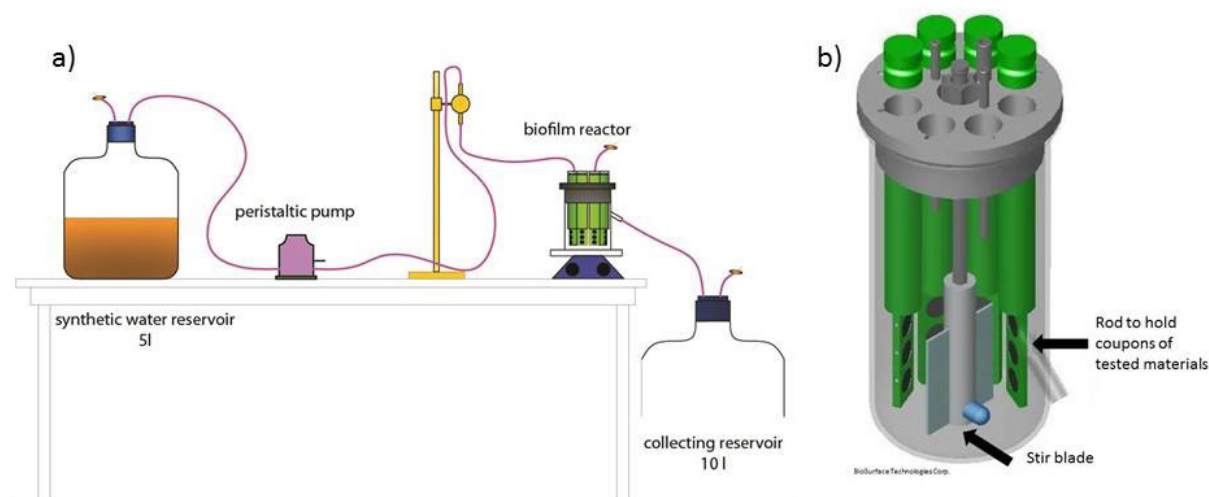 a)
b)
biofilm reactor
peristaltic pump
synthetic water reservoir
5l
collecting reservoir
10 l
Rod to hold
coupons of
tested materials
Stir blade
BioSurface Technologies Corp.